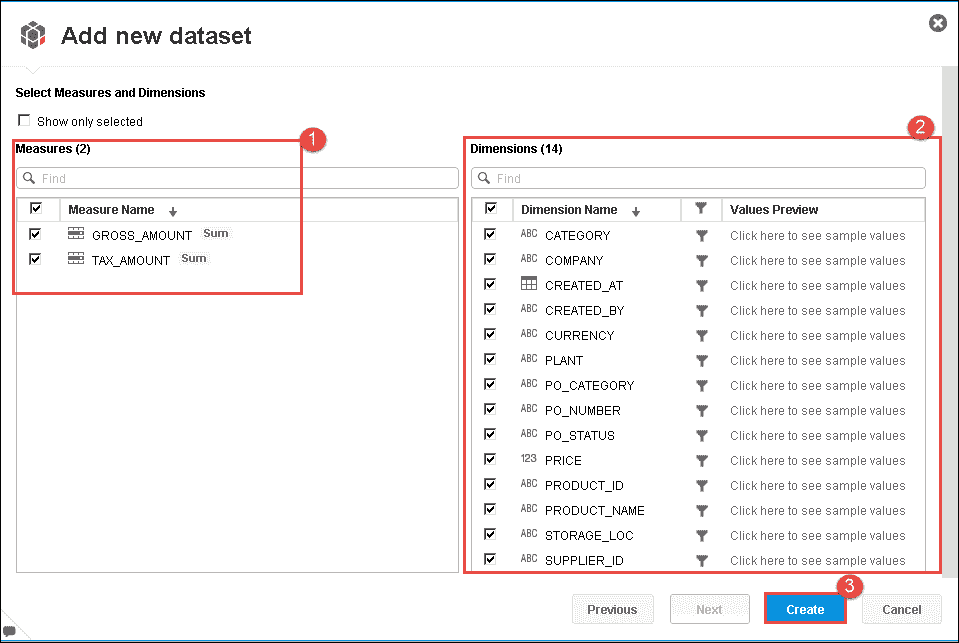 Add new dataset
Select Measures and Dimensions
Show only selected
1
Measures (2)
Find
Measure Name
GROSS_AMOUNT Sum
TAX_AMOUNT Sum
2
Dimensions (14)
Find
Dimension Name Values Preview
ABC CATEGORY Click here to see sample values
ABC COMPANY Click here to see sample values
CREATED_AT Click here to see sample values
ABC CREATED_BY Click here to see sample values
ABC CURRENCY Click here to see sample values
ABC PLANT Click here to see sample values
ABC PO_CATEGORY Click here to see sample values
ABC PO_NUMBER Click here to see sample values
ABC PO_STATUS Click here to see sample values
123 PRICE Click here to see sample values
ABC PRODUCT_ID Click here to see sample values
ABC PRODUCT_NAME Click here to see sample values
ABC STORAGE_LOC Click here to see sample values
ABC SUPPLIER_ID Click here to see sample values
3
Previous Next Create Cancel